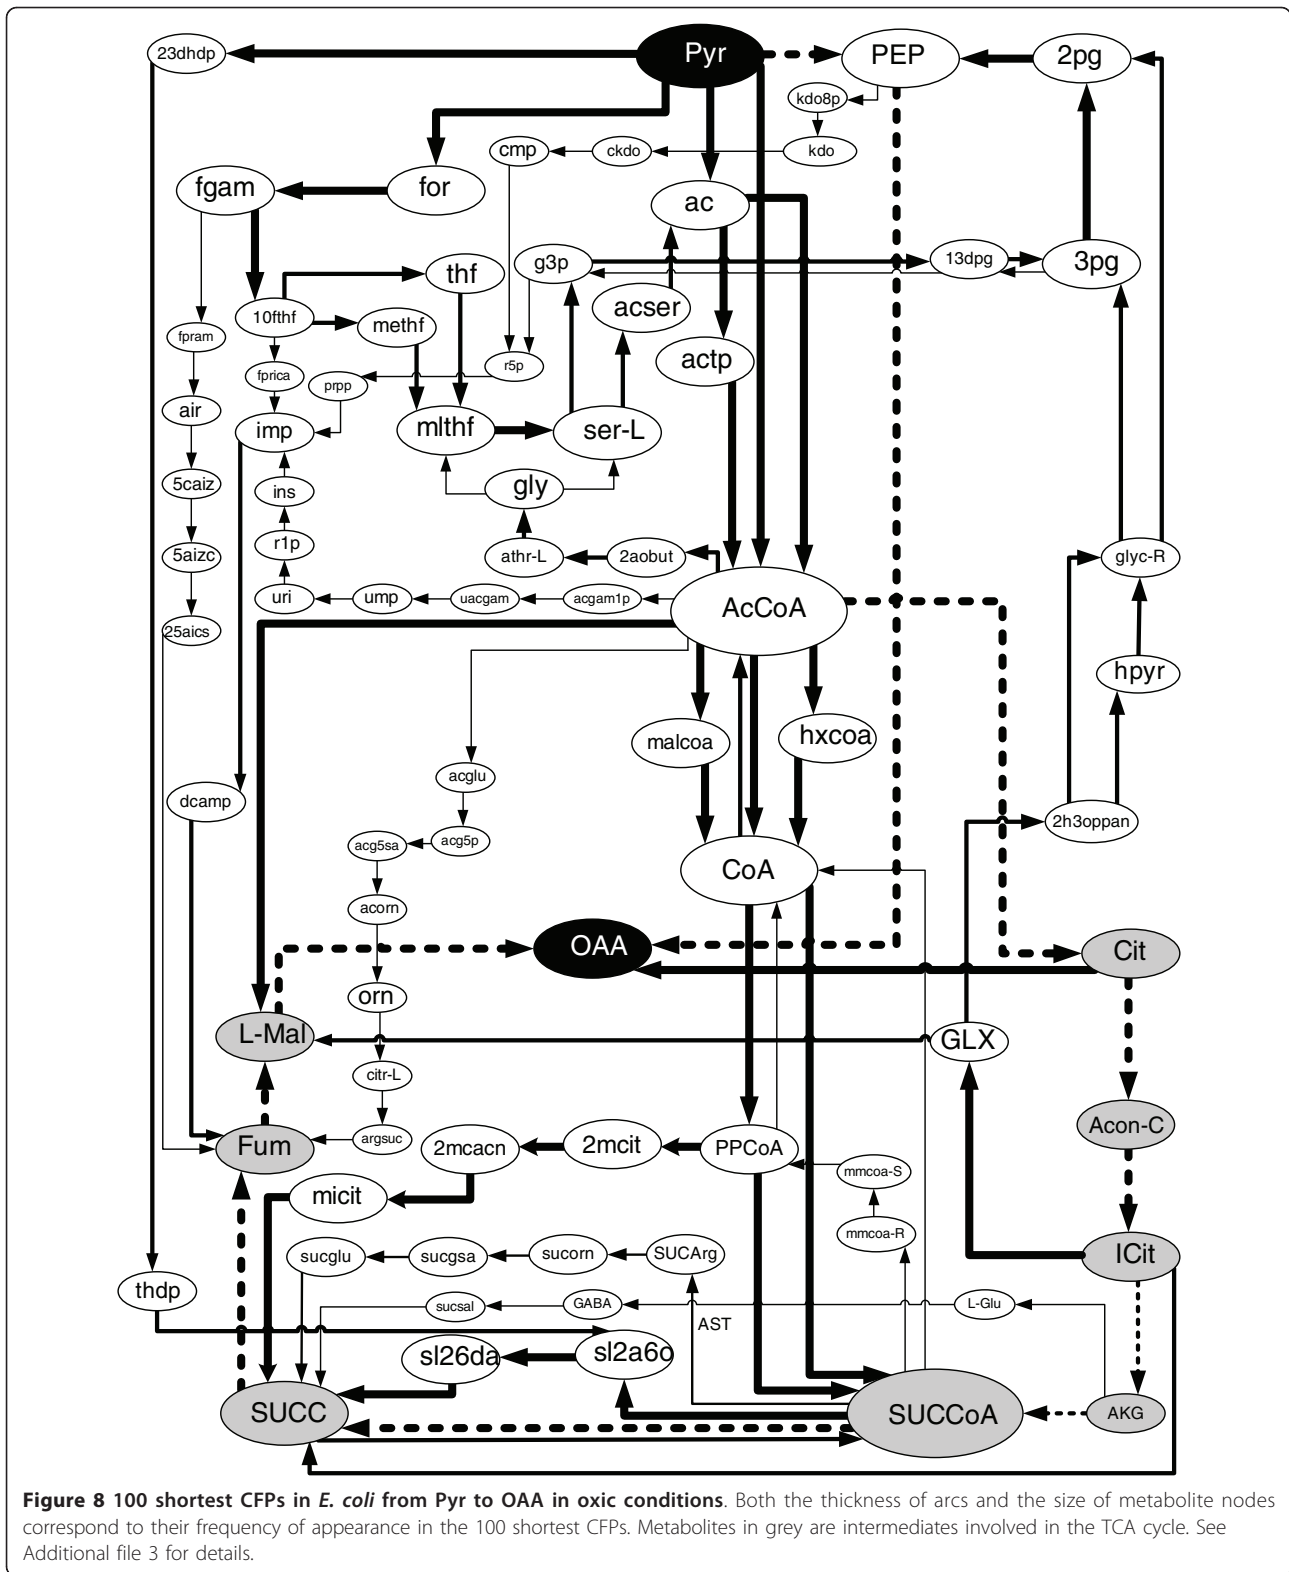 23dhdp
Pyr
PEP
2pg
kdo8p
cmp
ckdo
kdo
fgam
for
ac
g3p
13dpg
3pg
thf
acser
10fthf
methf
fpram
actp
fprica
prpp
r5p
air
imp
mlthf
ser-L
5caiz
ins
gly
5aizc
r1p
athr-L
2aobut
glyc-R
uri
ump
uacgam
acgam1p
AcCoA
25aics
hpyr
malcoa
hxcoa
acglu
dcamp
2h3oppan
acg5sa
acg5p
CoA
acorn
OAA
Cit
orn
L-Mal
GLX
citr-L
Acon-C
Fum
argsuc
2mcacn
2mcit
PPCoA
mmcoa-S
micit
mmcoa-R
sucglu
sucgsa
sucorn
SUCArg
ICit
thdp
sucsal
GABA
L-Glu
AST
sl26da
sl2a6o
SUCC
SUCCoA
AKG
Figure 8 100 shortest CFPs in E. coli from Pyr to OAA in oxic conditions. Both the thickness of arcs and the size of metabolite nodes
correspond to their frequency of appearance in the 100 shortest CFPs. Metabolites in grey are intermediates involved in the TCA cycle. See
Additional file 3 for details.